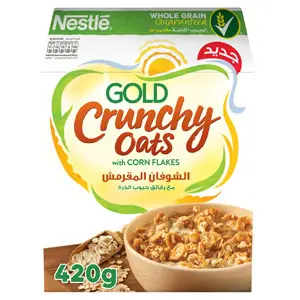 Nestlé
WHOLE GRAIN
Guaranteed
جديد
GOLD
Crunchy
Oats
with CORN FLAKES
الشوفان المقرمش
مع رقائق حبوب الذرة
420g